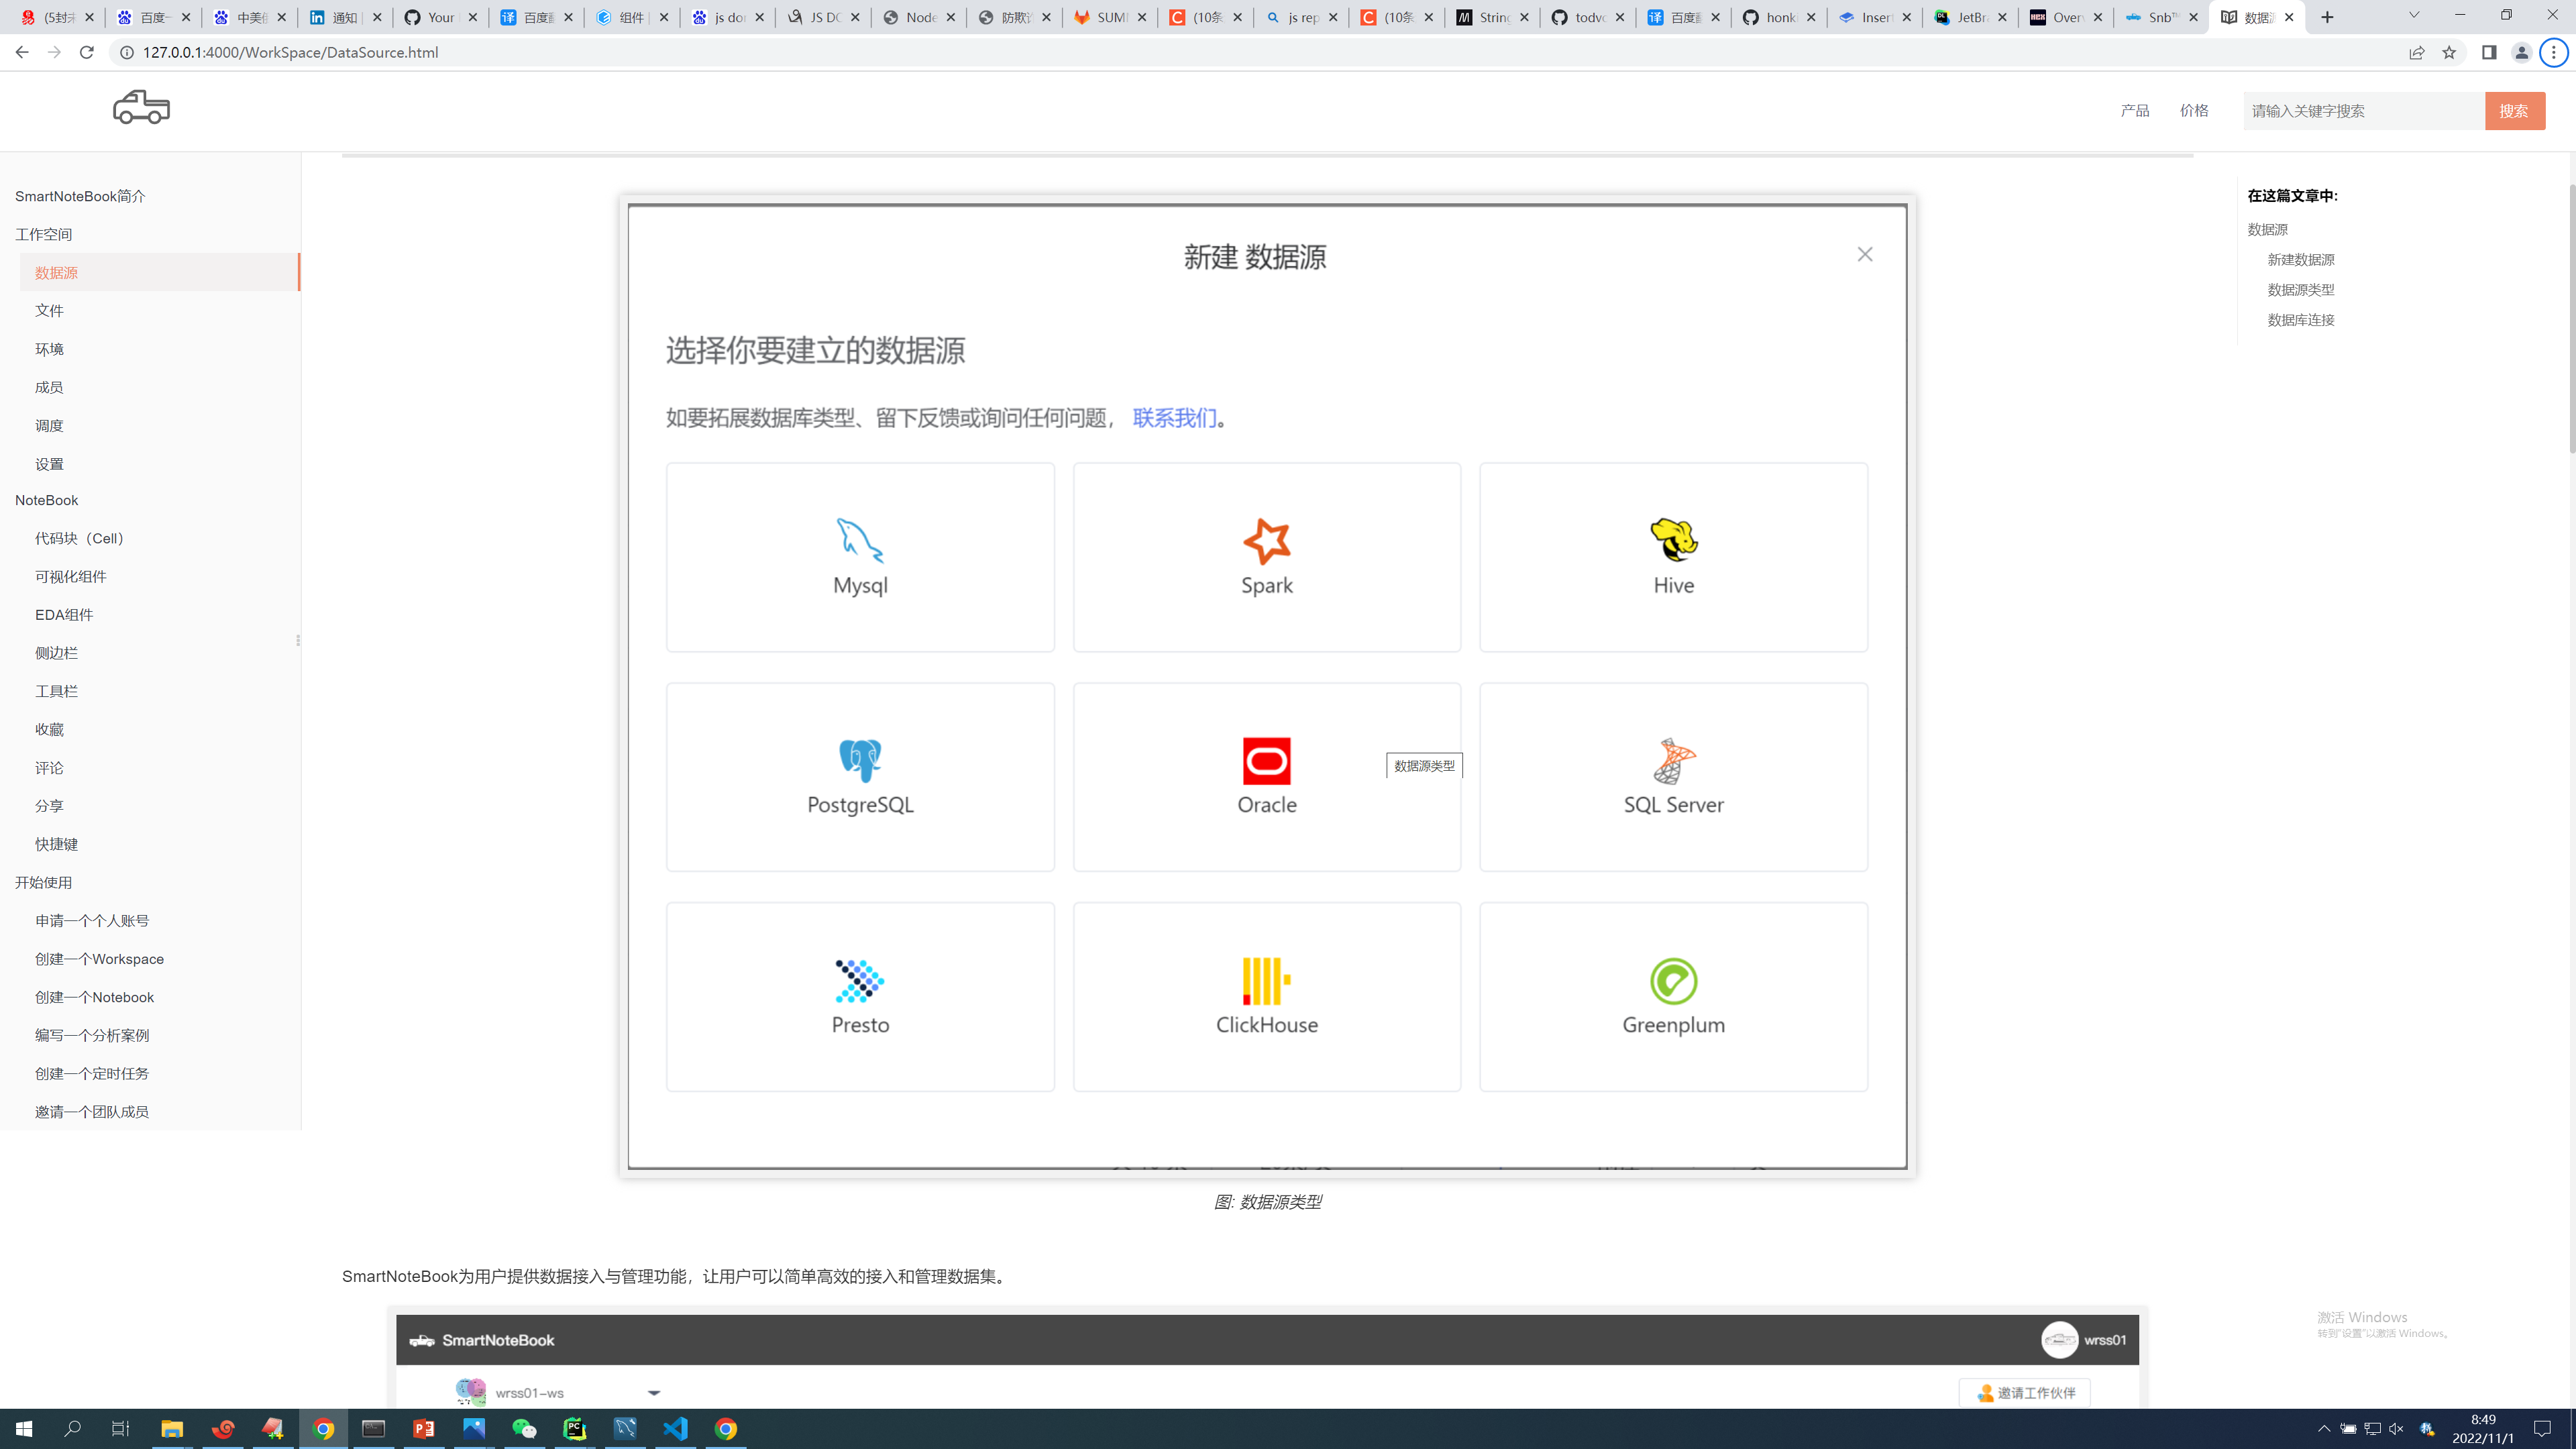 (5封未
百度一
中美俄
LinkedIn 通知
Your
百度翻
组件
js dor
JS DO
Node
防欺诈
SUMM
(10条
js rep
(10条
String
todvo
百度翻
honki
Insert
JetBra
Overv
Snb™
数据源
127.0.0.1:4000/WorkSpace/DataSource.html
产品
价格
请输入关键字搜索
搜索
SmartNoteBook简介
工作空间
数据源
文件
环境
成员
调度
设置
NoteBook
代码块（Cell）
可视化组件
EDA组件
侧边栏
工具栏
收藏
评论
分享
快捷键
开始使用
申请一个个人账号
创建一个Workspace
创建一个Notebook
编写一个分析案例
创建一个定时任务
邀请一个团队成员
新建 数据源
选择你要建立的数据源
如要拓展数据库类型、留下反馈或询问任何问题， 联系我们。
Mysql
Spark
Hive
PostgreSQL
Oracle
SQL Server
数据源类型
Presto
ClickHouse
Greenplum
图: 数据源类型
SmartNoteBook为用户提供数据接入与管理功能，让用户可以简单高效的接入和管理数据集。
SmartNoteBook
wrss01
wrss01-ws
邀请工作伙伴
在这篇文章中:
数据源
新建数据源
数据源类型
数据库连接
激活 Windows
转到"设置"以激活 Windows。
8:49
2022/11/1